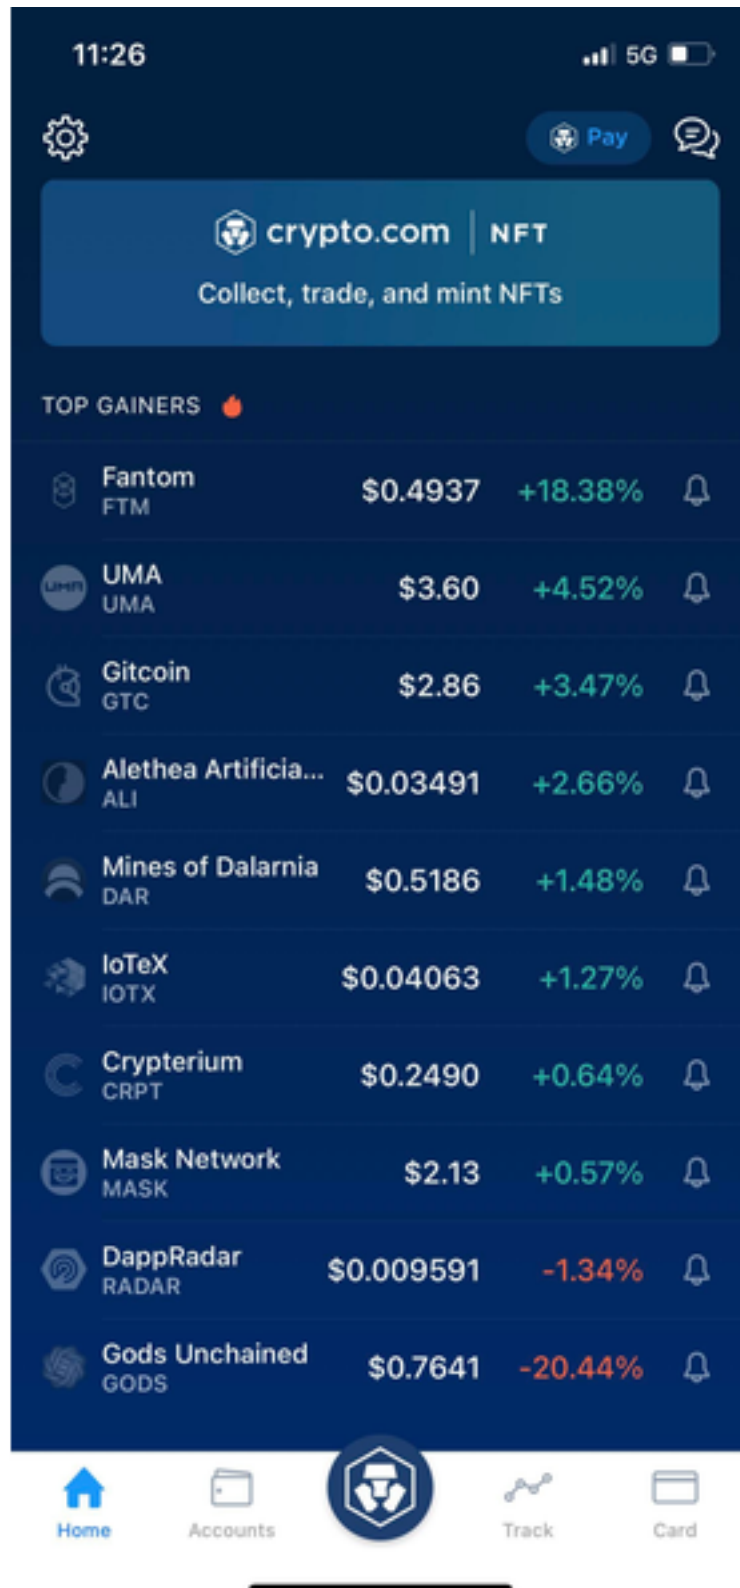 11:26
5G
Pay
crypto.com | NFT
Collect, trade, and mint NFTs
TOP GAINERS
Fantom $0.4937 +18.38%
FTM
UMA $3.60 +4.52%
UMA
Gitcoin $2.86 +3.47%
GTC
Alethea Artificia... $0.03491 +2.66%
ALI
Mines of Dalarnia $0.5186 +1.48%
DAR
IoTeX $0.04063 +1.27%
IOTX
Crypterium $0.2490 +0.64%
CRPT
Mask Network $2.13 +0.57%
MASK
DappRadar $0.009591 -1.34%
RADAR
Gods Unchained $0.7641 -20.44%
GODS
Home Accounts Track Card